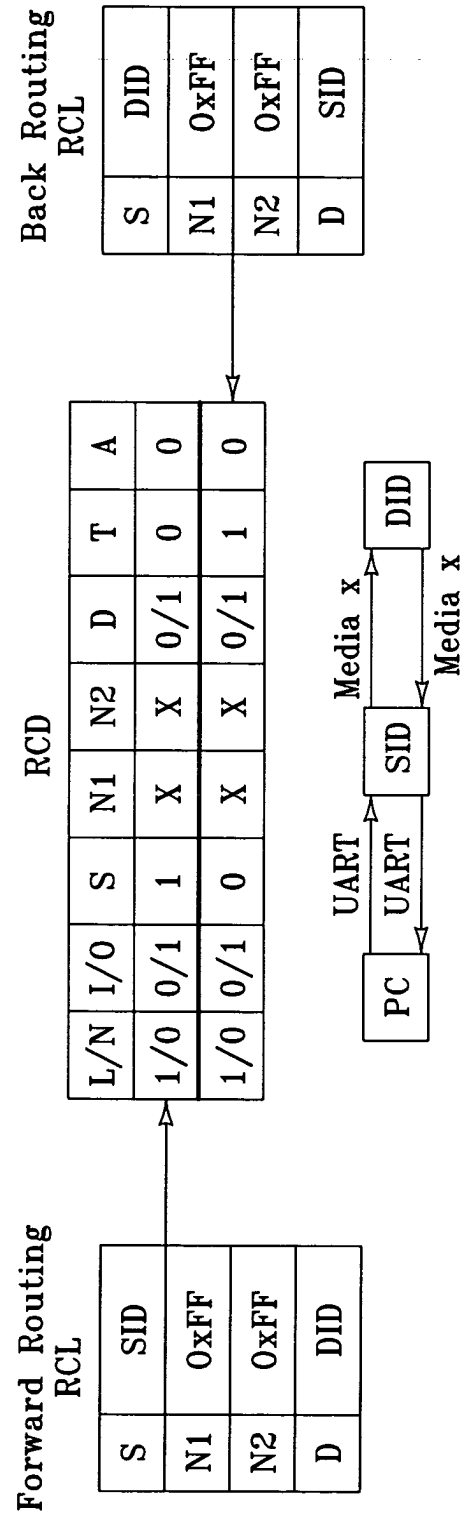 Forward Routing
RCL
S SID
N1 0xFF
N2 0xFF
D DID
RCD
L/N I/O S N1 N2 D T A
1/0 0/1 1 X X 0/1 0 0
1/0 0/1 0 X X 0/1 1 0
Back Routing
RCL
S DID
N1 0xFF
N2 0xFF
D SID
UART Media x
PC SID DID
UART Media x